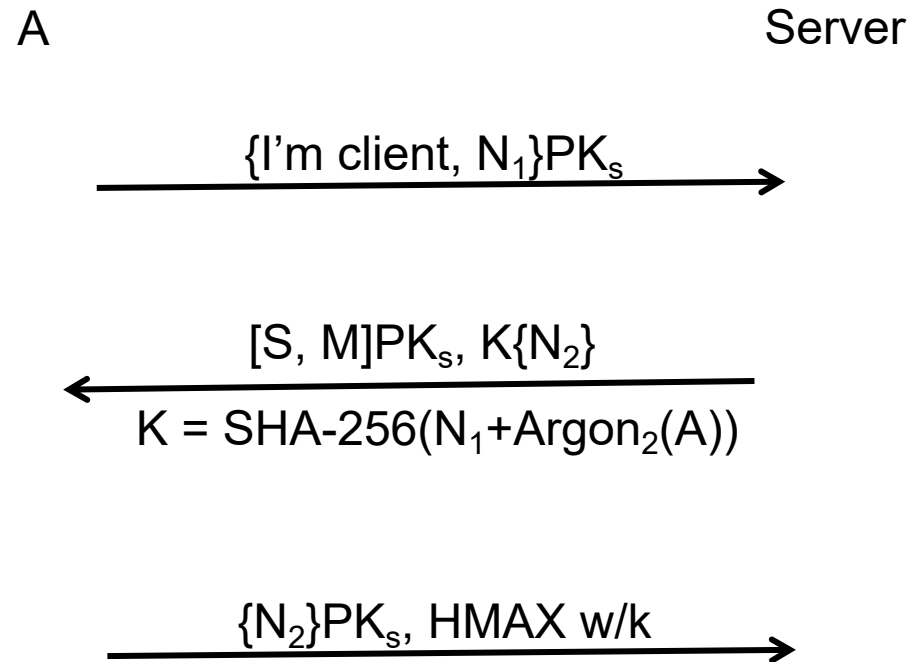 A Server
{I’m client, N₁}PKₛ
[S, M]PKₛ, K{N₂}
K = SHA-256(N₁+Argon₂(A))
{N₂}PKₛ, HMAX w/k